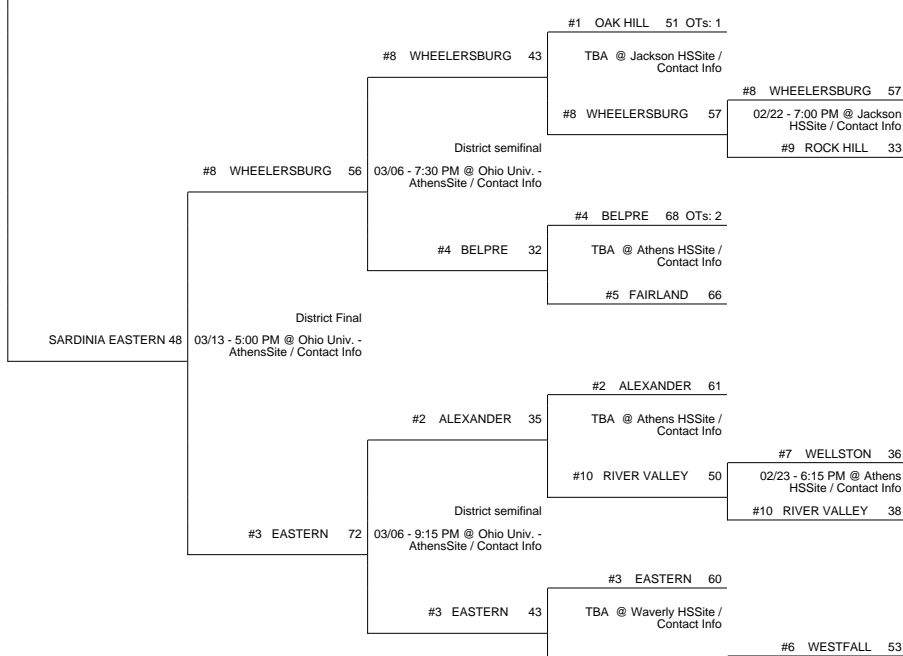 #1 OAK HILL 51 OTs: 1
#8 WHEELERSBURG 43
TBA @ Jackson HSSite /
Contact Info
#8 WHEELERSBURG 57
#8 WHEELERSBURG 57
02/22 - 7:00 PM @ Jackson
HSSite / Contact Info
#9 ROCK HILL 33
District semifinal
#8 WHEELERSBURG 56
03/06 - 7:30 PM @ Ohio Univ. -
AthensSite / Contact Info
#4 BELPRE 68 OTs: 2
#4 BELPRE 32
TBA @ Athens HSSite /
Contact Info
#5 FAIRLAND 66
District Final
SARDINIA EASTERN 48
03/13 - 5:00 PM @ Ohio Univ. -
AthensSite / Contact Info
#2 ALEXANDER 61
#2 ALEXANDER 35
TBA @ Athens HSSite /
Contact Info
#7 WELLSTON 36
#10 RIVER VALLEY 50
02/23 - 6:15 PM @ Athens
HSSite / Contact Info
#10 RIVER VALLEY 38
District semifinal
#3 EASTERN 72
03/06 - 9:15 PM @ Ohio Univ. -
AthensSite / Contact Info
#3 EASTERN 60
#3 EASTERN 43
TBA @ Waverly HSSite /
Contact Info
#6 WESTFALL 53